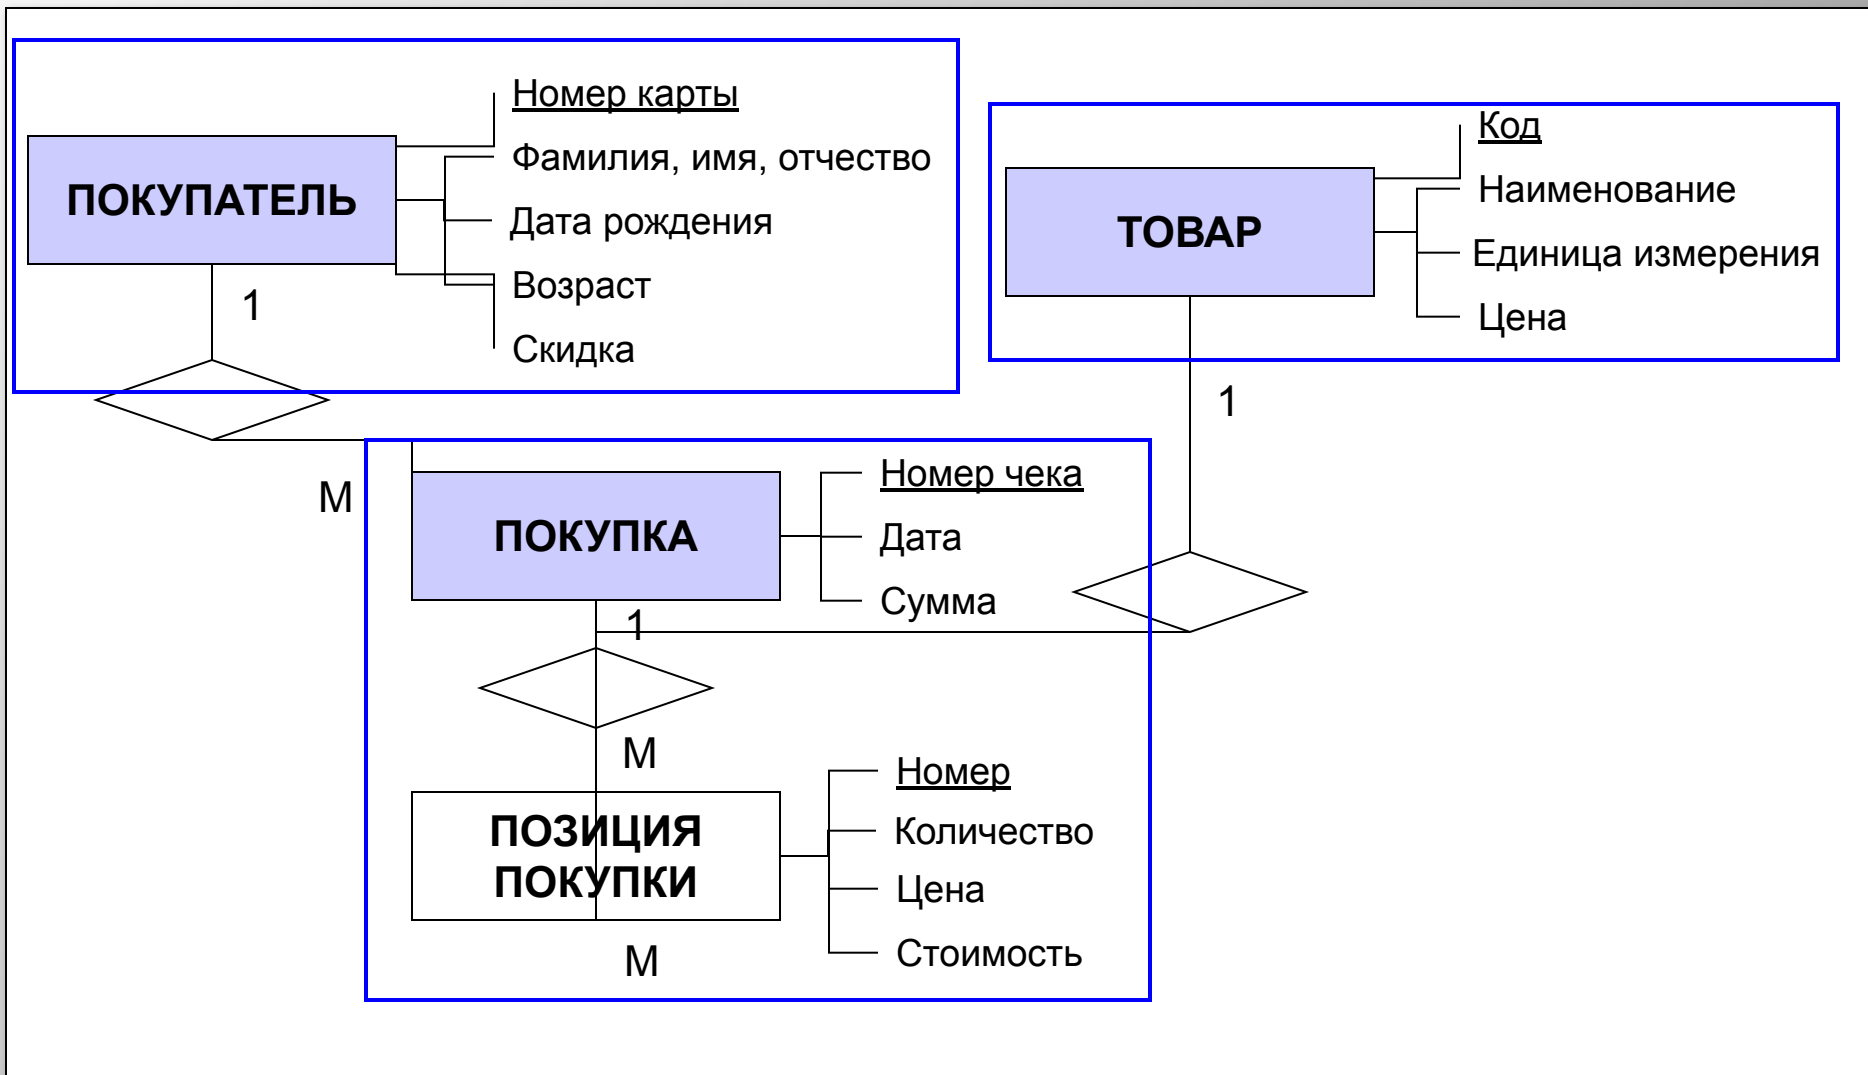 Номер карты
Фамилия, имя, отчество
ПОКУПАТЕЛЬ
Дата рождения
Возраст
Скидка
1
Код
Наименование
ТОВАР
Единица измерения
Цена
1
М
Номер чека
ПОКУПКА
Дата
Сумма
1
М
Номер
ПОЗИЦИЯ
ПОКУПКИ
Количество
Цена
Стоимость
М